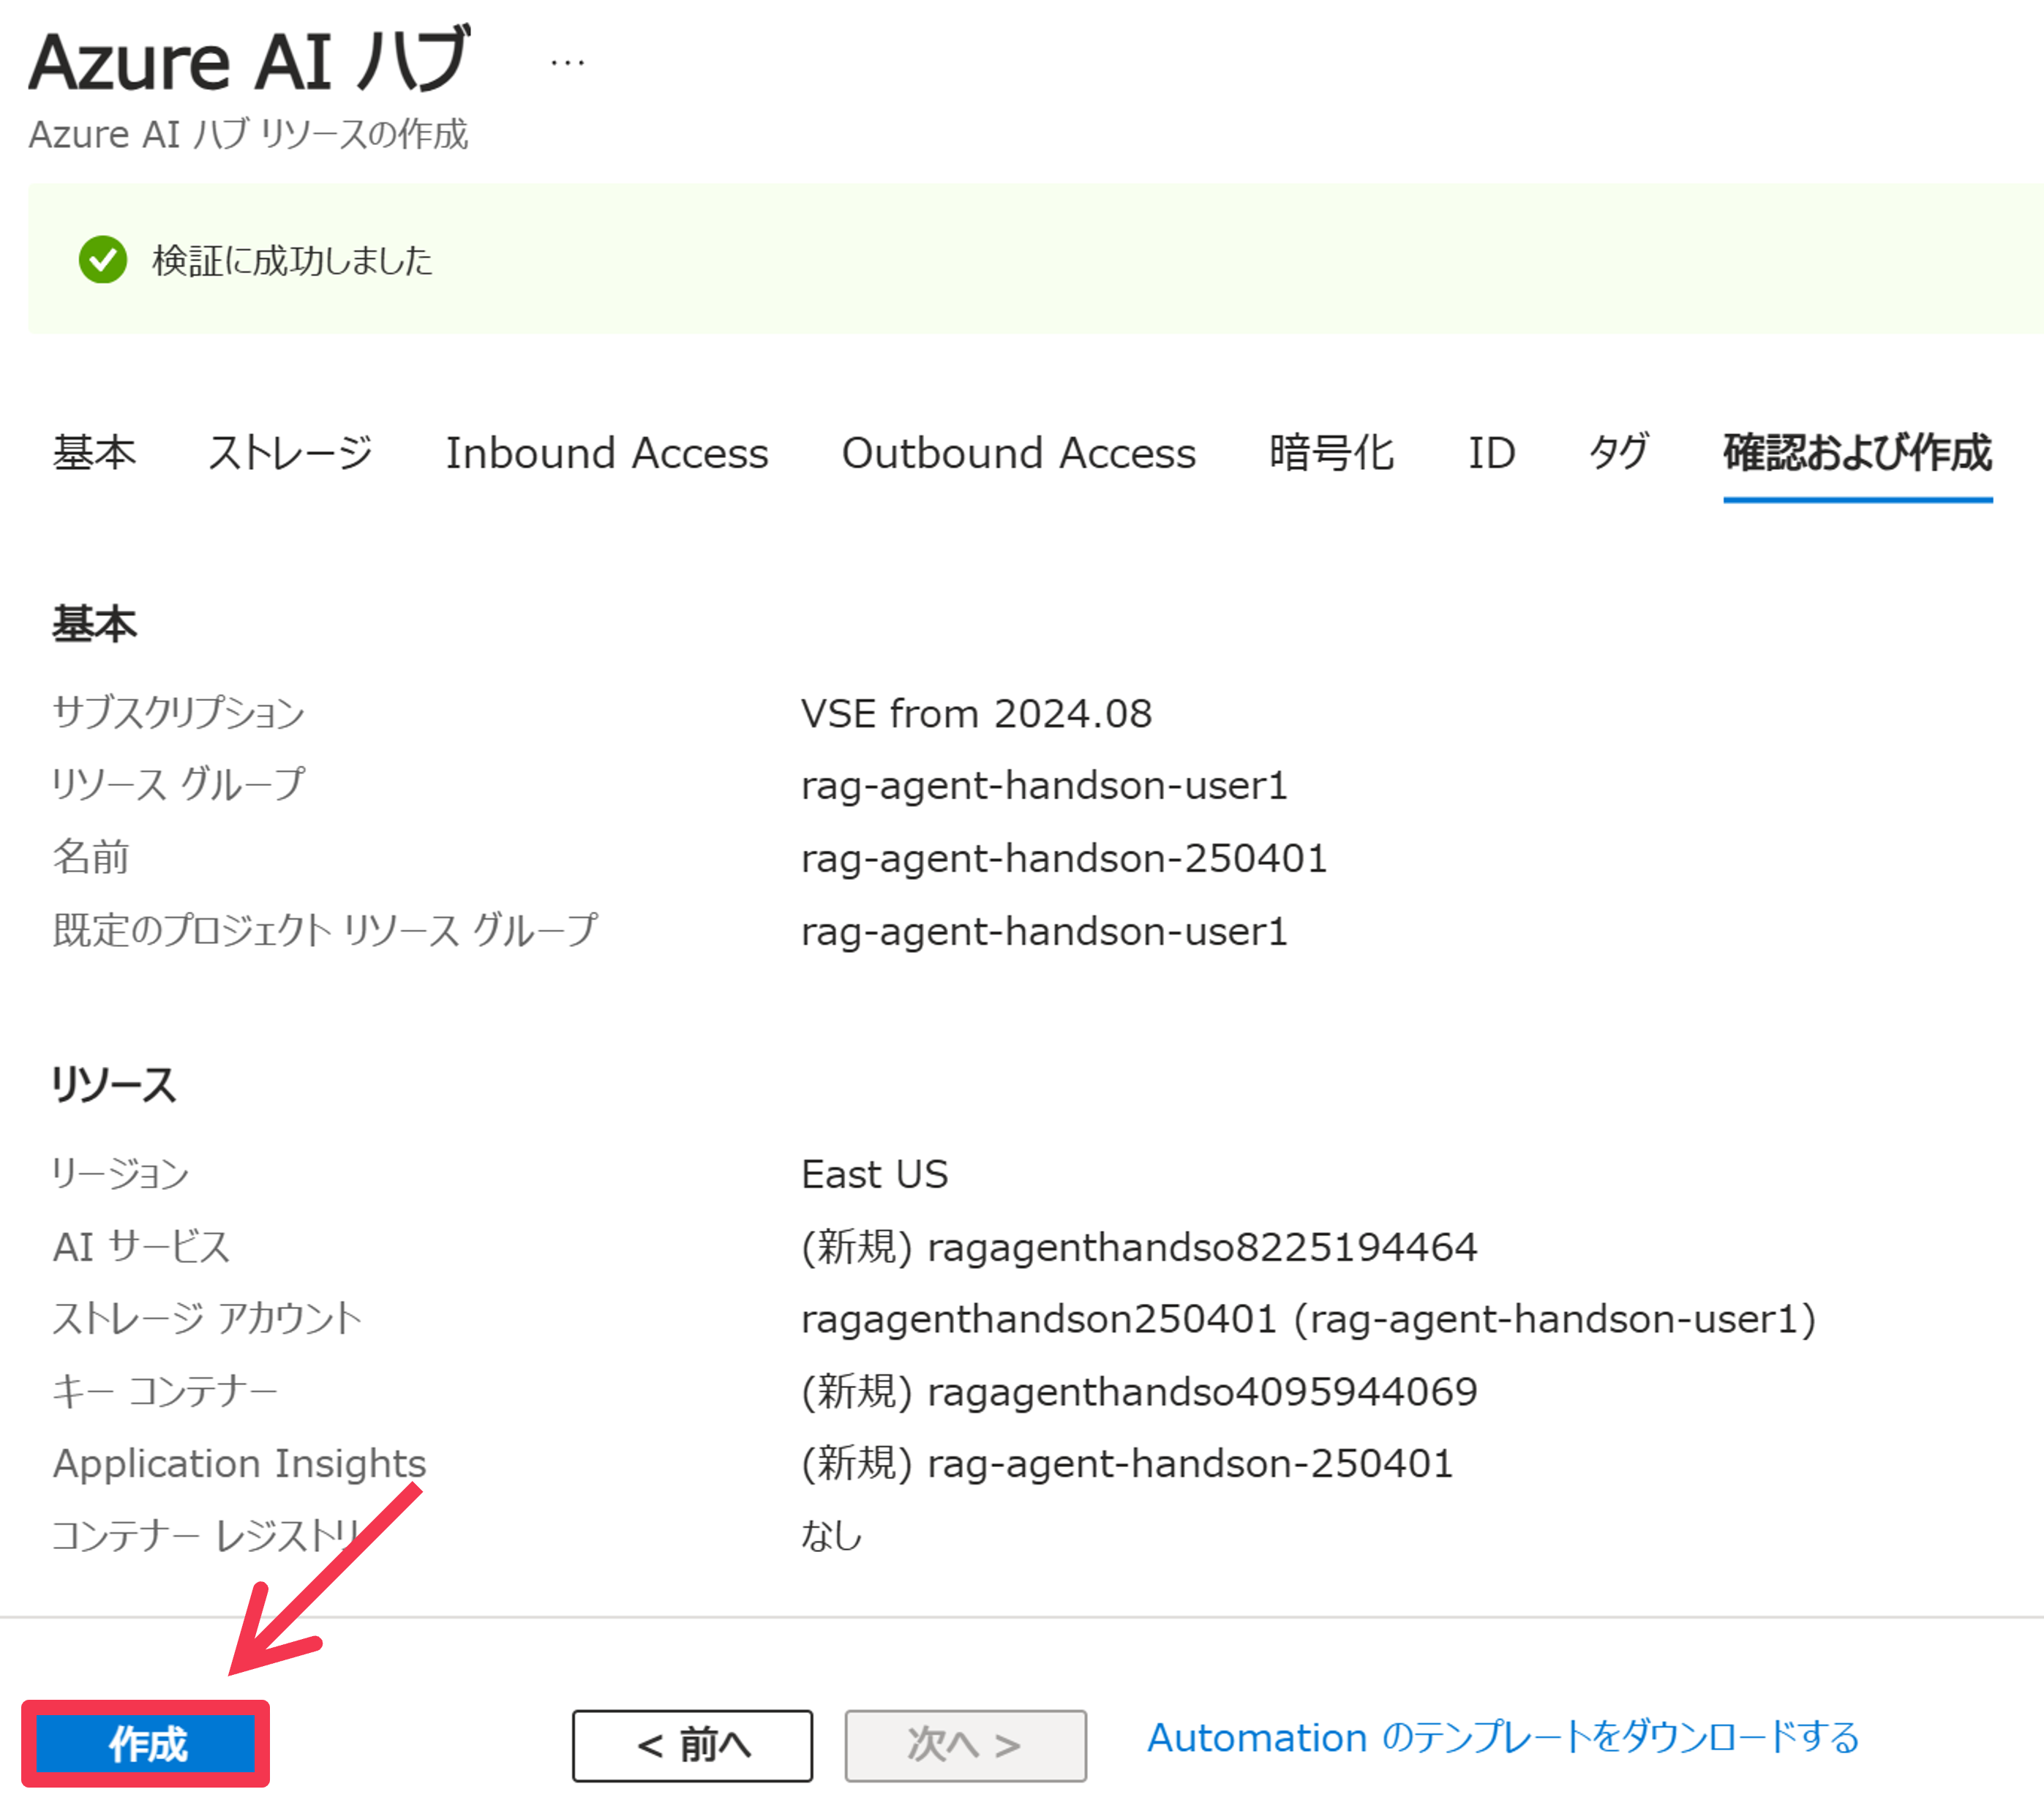 Azure AI ハブ …
Azure AI ハブ リソースの作成
検証に成功しました
基本 ストレージ Inbound Access Outbound Access 暗号化 ID タグ 確認および作成
基本
サブスクリプション VSE from 2024.08
リソース グループ rag-agent-handson-user1
名前 rag-agent-handson-250401
既定のプロジェクト リソース グループ rag-agent-handson-user1
リソース
リージョン East US
AI サービス (新規) ragagenthandso8225194464
ストレージ アカウント ragagenthandson250401 (rag-agent-handson-user1)
キー コンテナー (新規) ragagenthandso4095944069
Application Insights (新規) rag-agent-handson-250401
コンテナー レジストリ なし
作成 < 前へ 次へ > Automation のテンプレートをダウンロードする